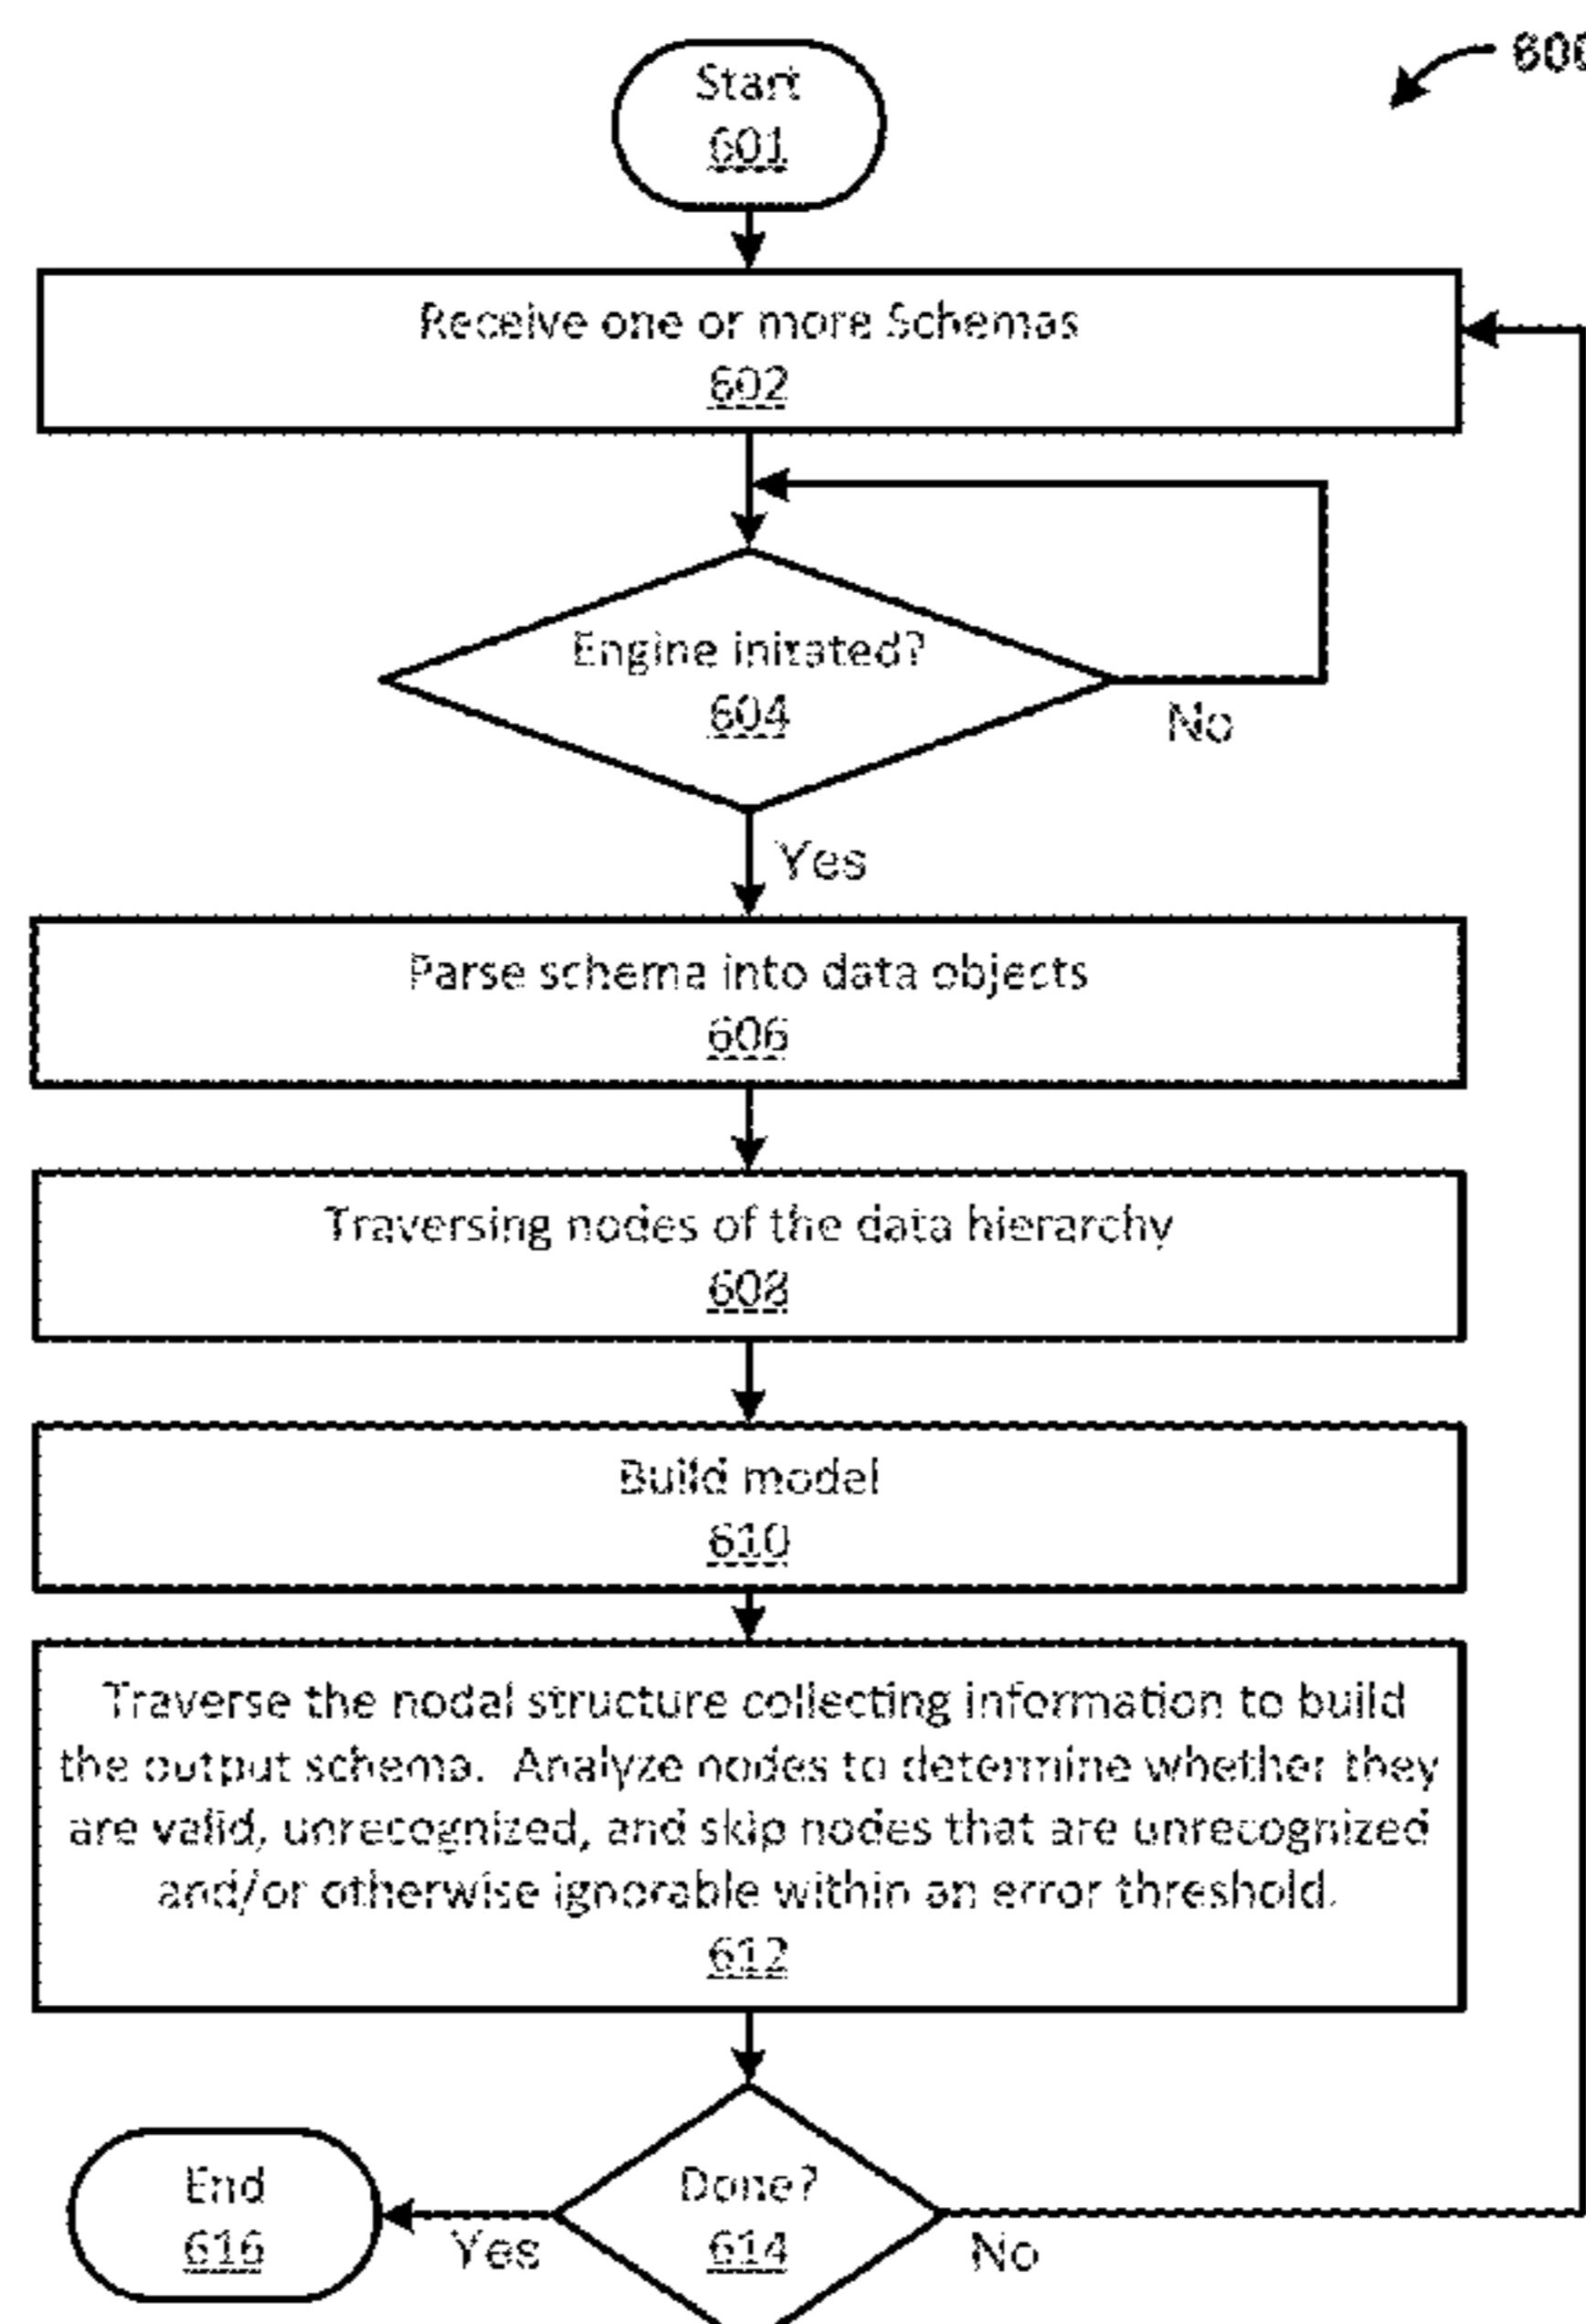 600
Start
601
Receive one or more Schemas
602
Engine initated?
604
No
Yes
Parse schema into data objects
606
Traversing nodes of the data hierarchy
608
Build model
610
Traverse the nodal structure collecting information to build
the output schema. Analyze nodes to determine whether they
are valid, unrecognized, and skip nodes that are unrecognized
and/or otherwise ignorable within an error threshold.
612
Done?
614
End
616
Yes
No